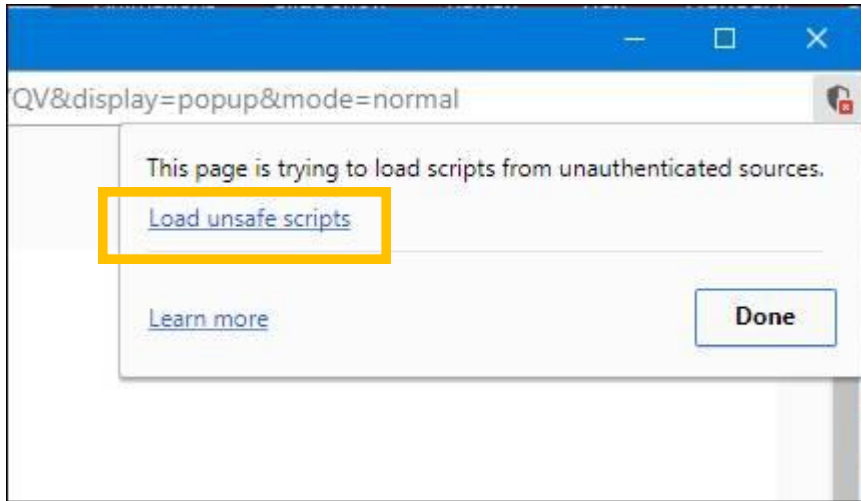 QV&display=popup&mode=normal
This page is trying to load scripts from unauthenticated sources.
Load unsafe scripts
Learn more
Done